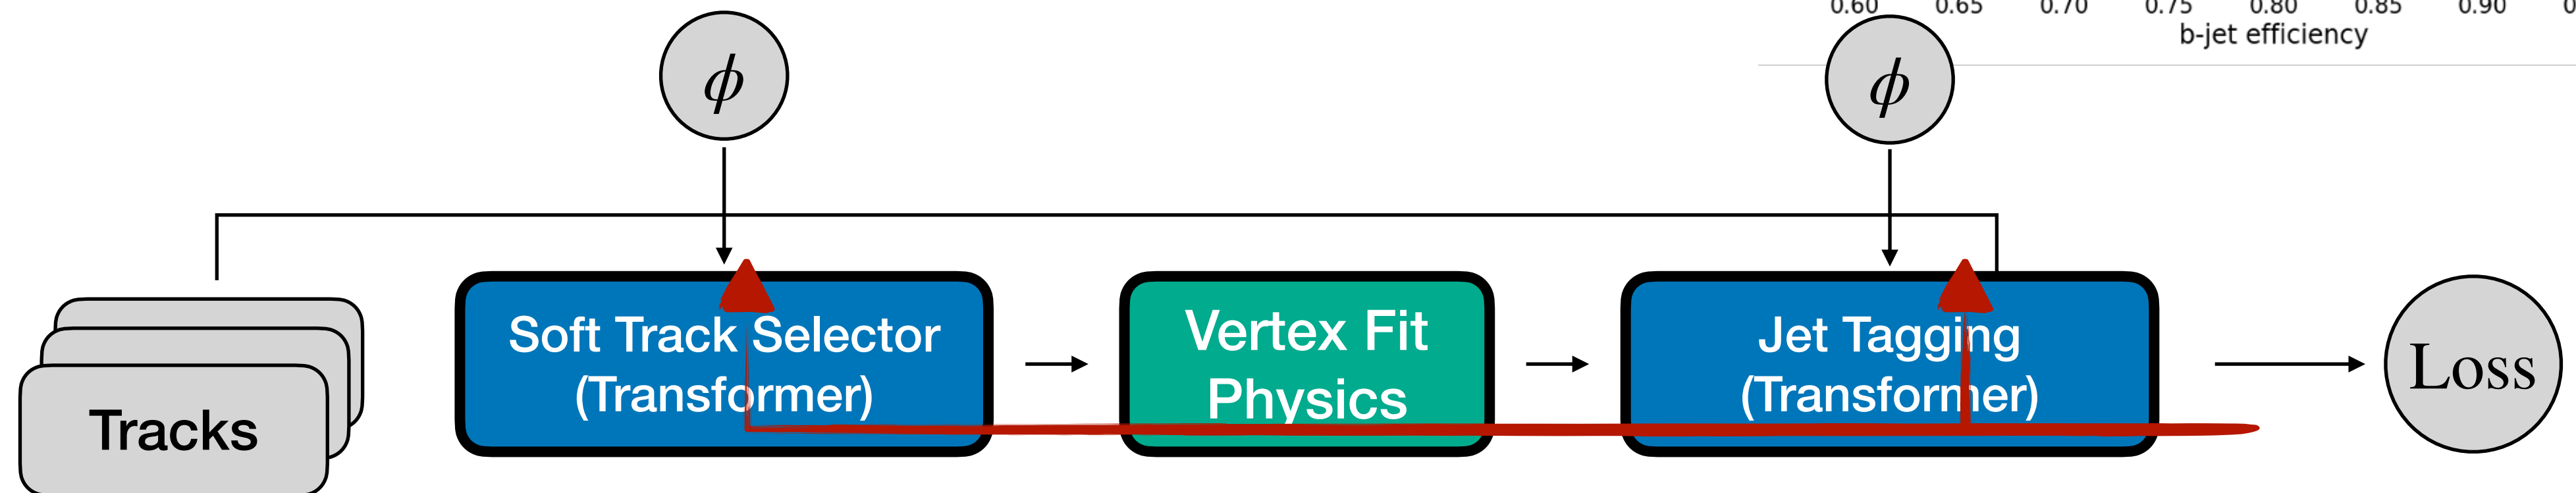 0.60 0.65 0.70 0.75 0.80 0.85 0.90
b-jet efficiency
ϕ
ϕ
Tracks
Soft Track Selector
(Transformer)
Vertex Fit
Physics
Jet Tagging
(Transformer)
Loss